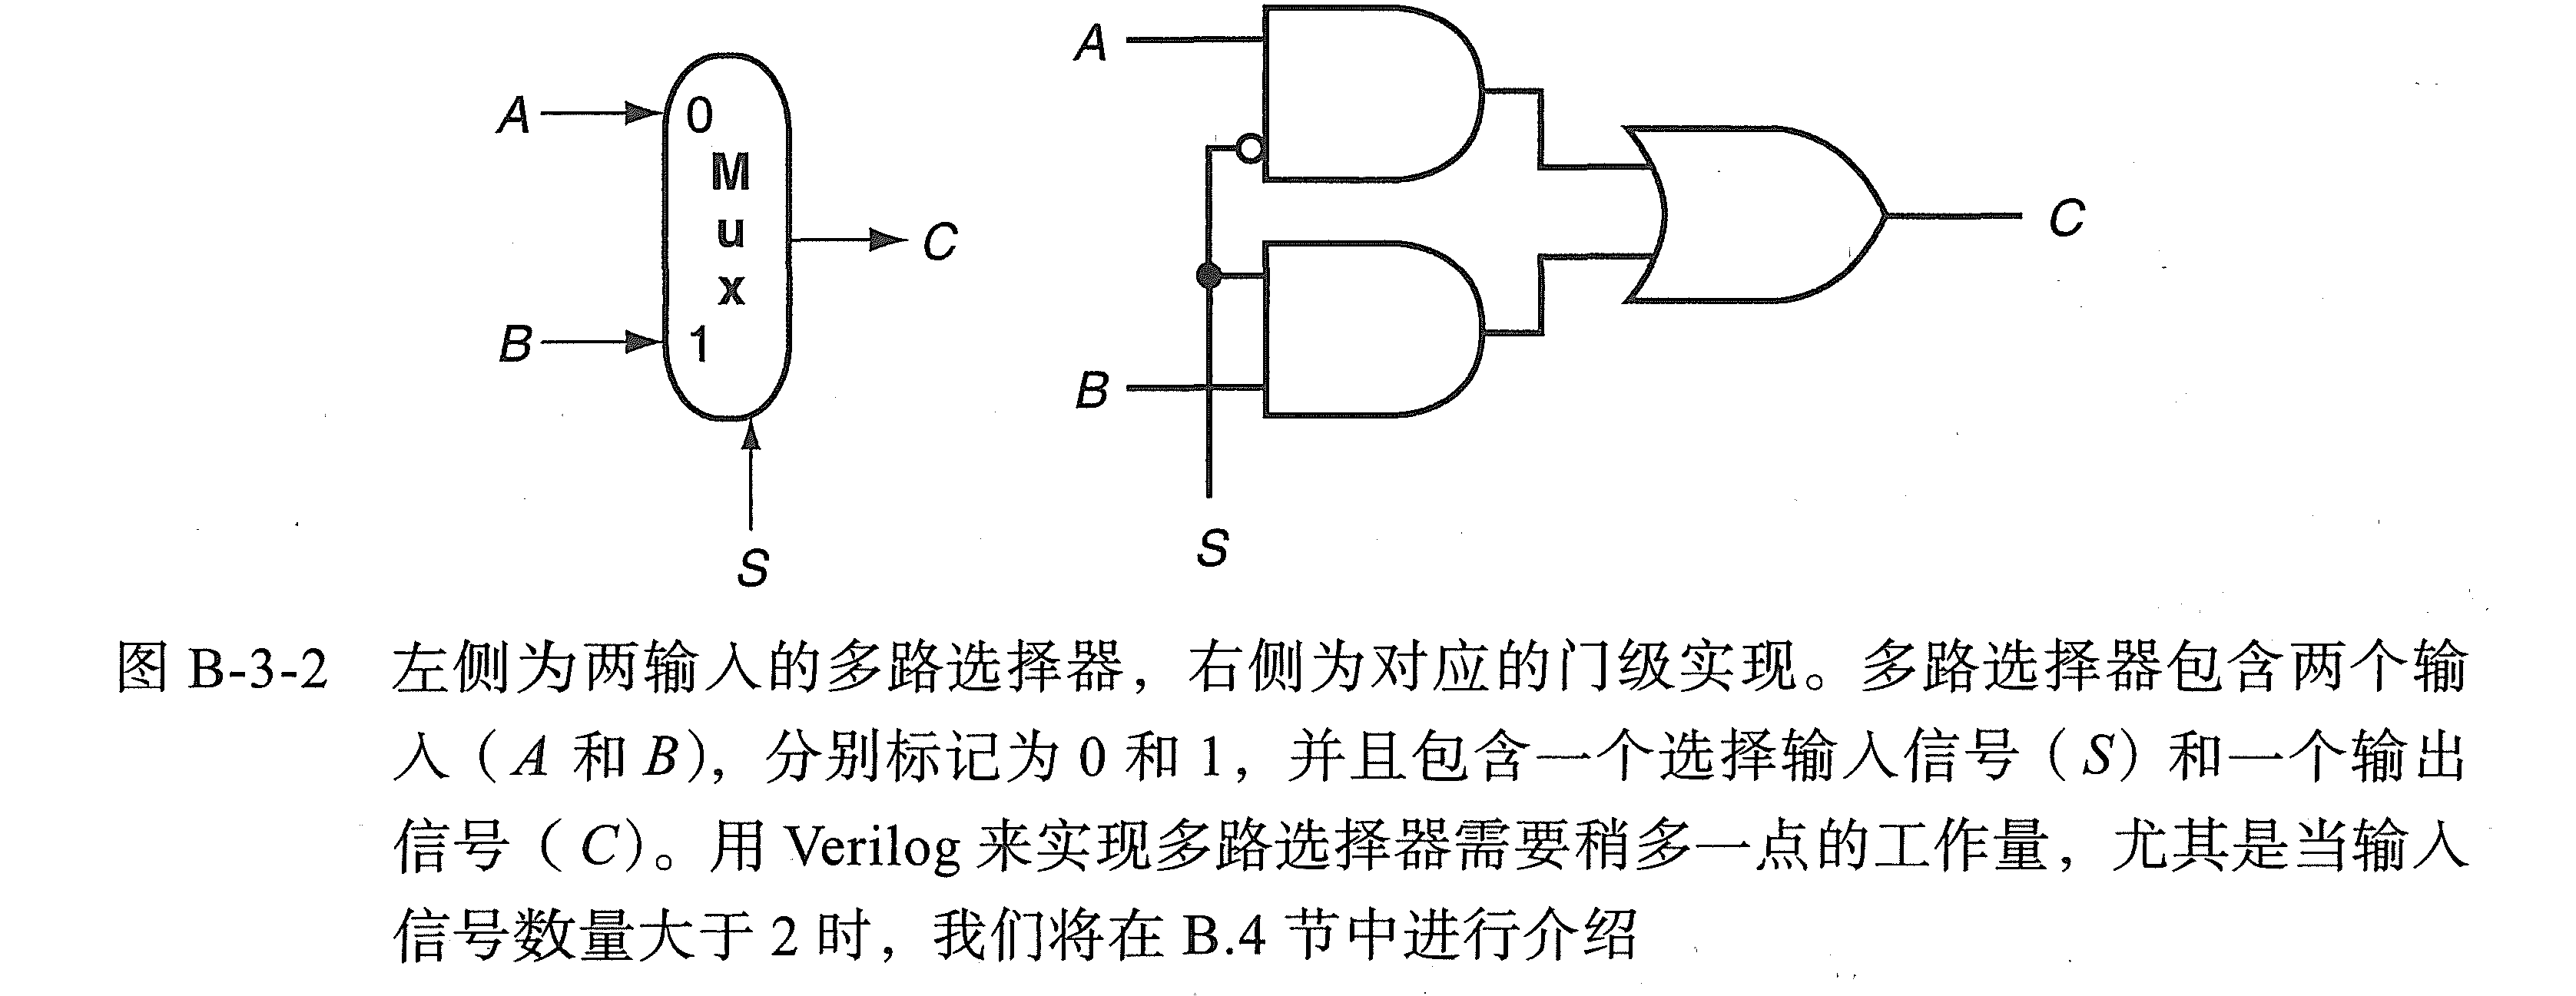 A
0
M
u
x
B
1
C
S
A
B
S
C
图 B-3-2 左侧为两输入的多路选择器，右侧为对应的门级实现。多路选择器包含两个输
入（A 和 B），分别标记为 0 和 1，并且包含一个选择输入信号（S）和一个输出
信号（C）。用 Verilog 来实现多路选择器需要稍多一点的工作量，尤其是当输入
信号数量大于 2 时，我们将在 B.4 节中进行介绍